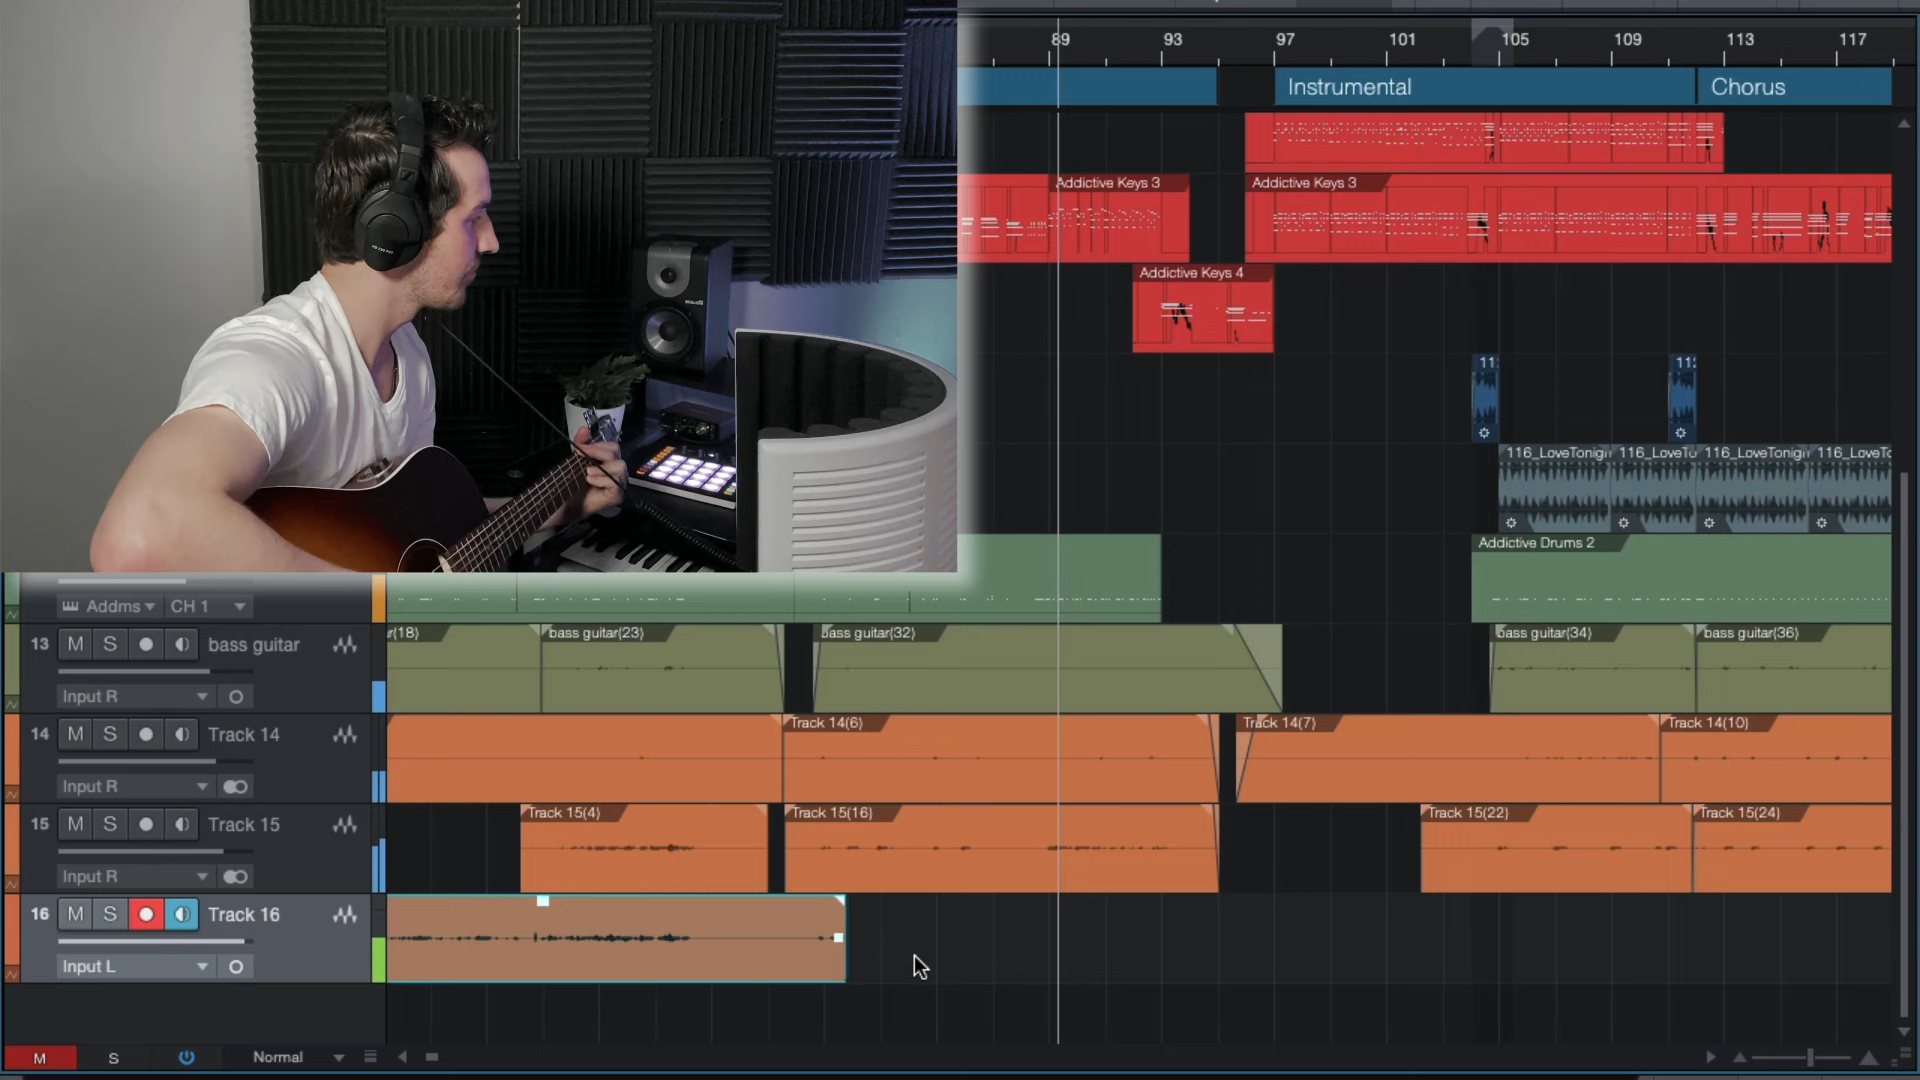 89 93 97 101 105 109 113 117
Instrumental Chorus
Addictive Keys 3 Addictive Keys 3
Addictive Keys 4
11: 11:
116_LoveTonigh 116_LoveTo 116_LoveTonigh 116_LoveTo
Addictive Drums 2
Addms CH 1
13 M S bass guitar
r(18) bass guitar(23) bass guitar(32) bass guitar(34) bass guitar(36)
Input R
14 M S Track 14
Track 14(6) Track 14(7) Track 14(10)
Input R
15 M S Track 15
Track 15(4) Track 15(16) Track 15(22) Track 15(24)
Input R
16 M S Track 16
Input L
M S Normal